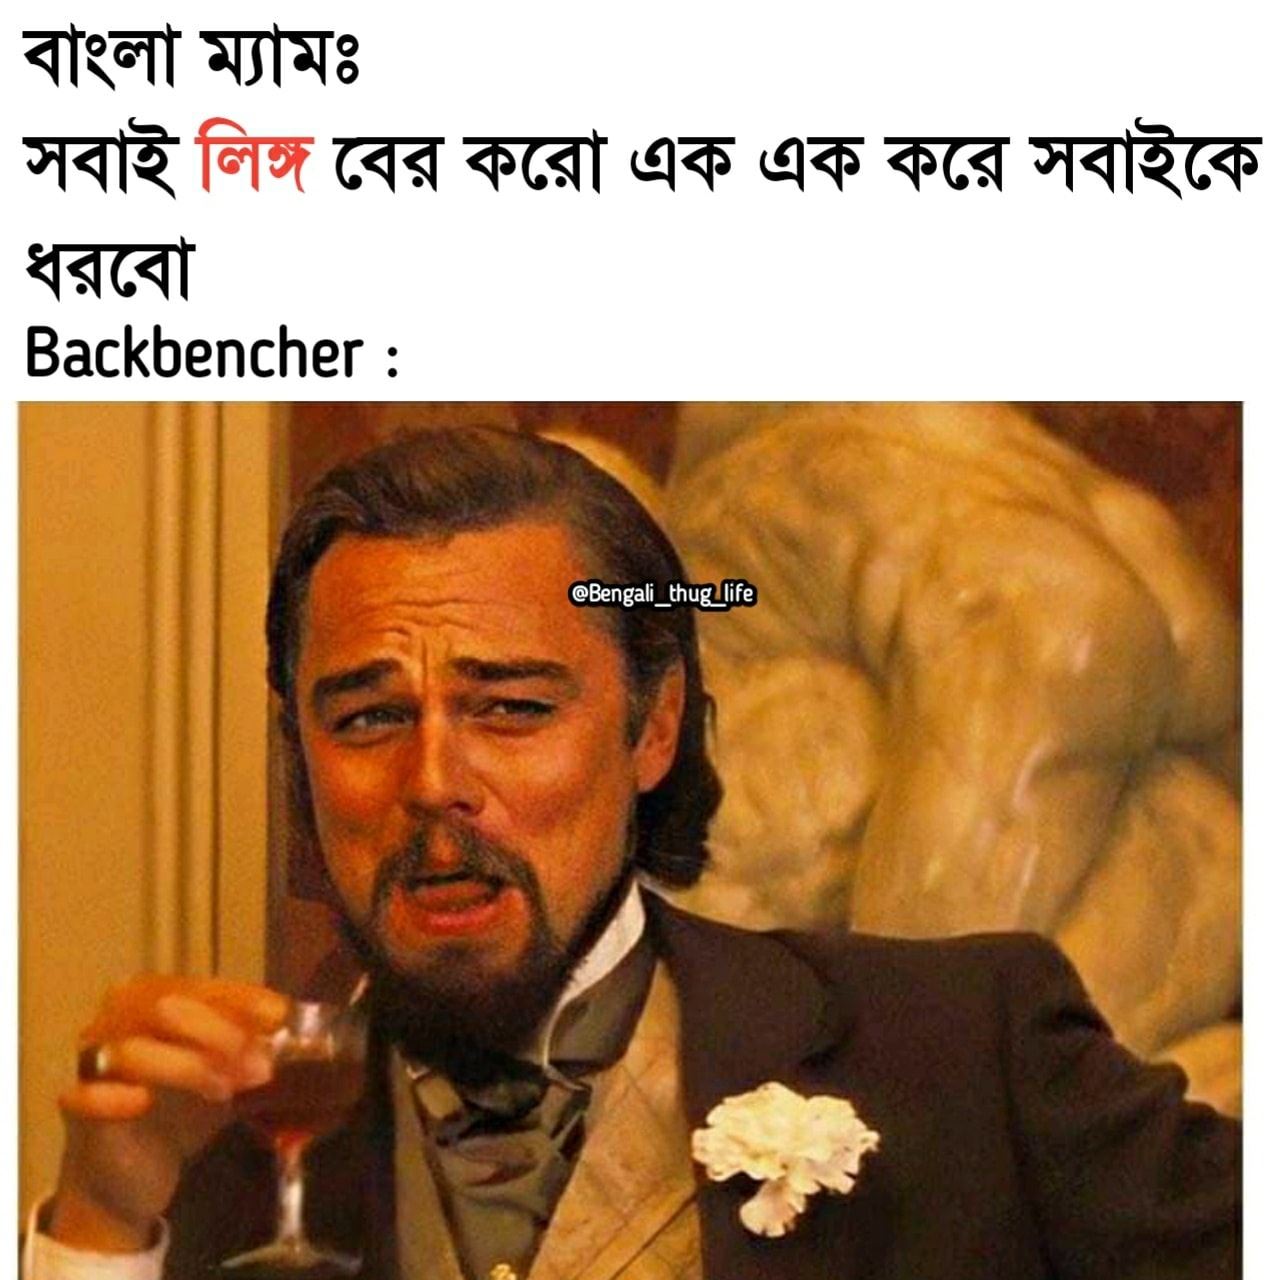 বাংলা ম্যামঃ
সবাই লিঙ্গ বের করো এক এক করে সবাইকে
ধরবো
Backbencher :
@Bengali_thug_life